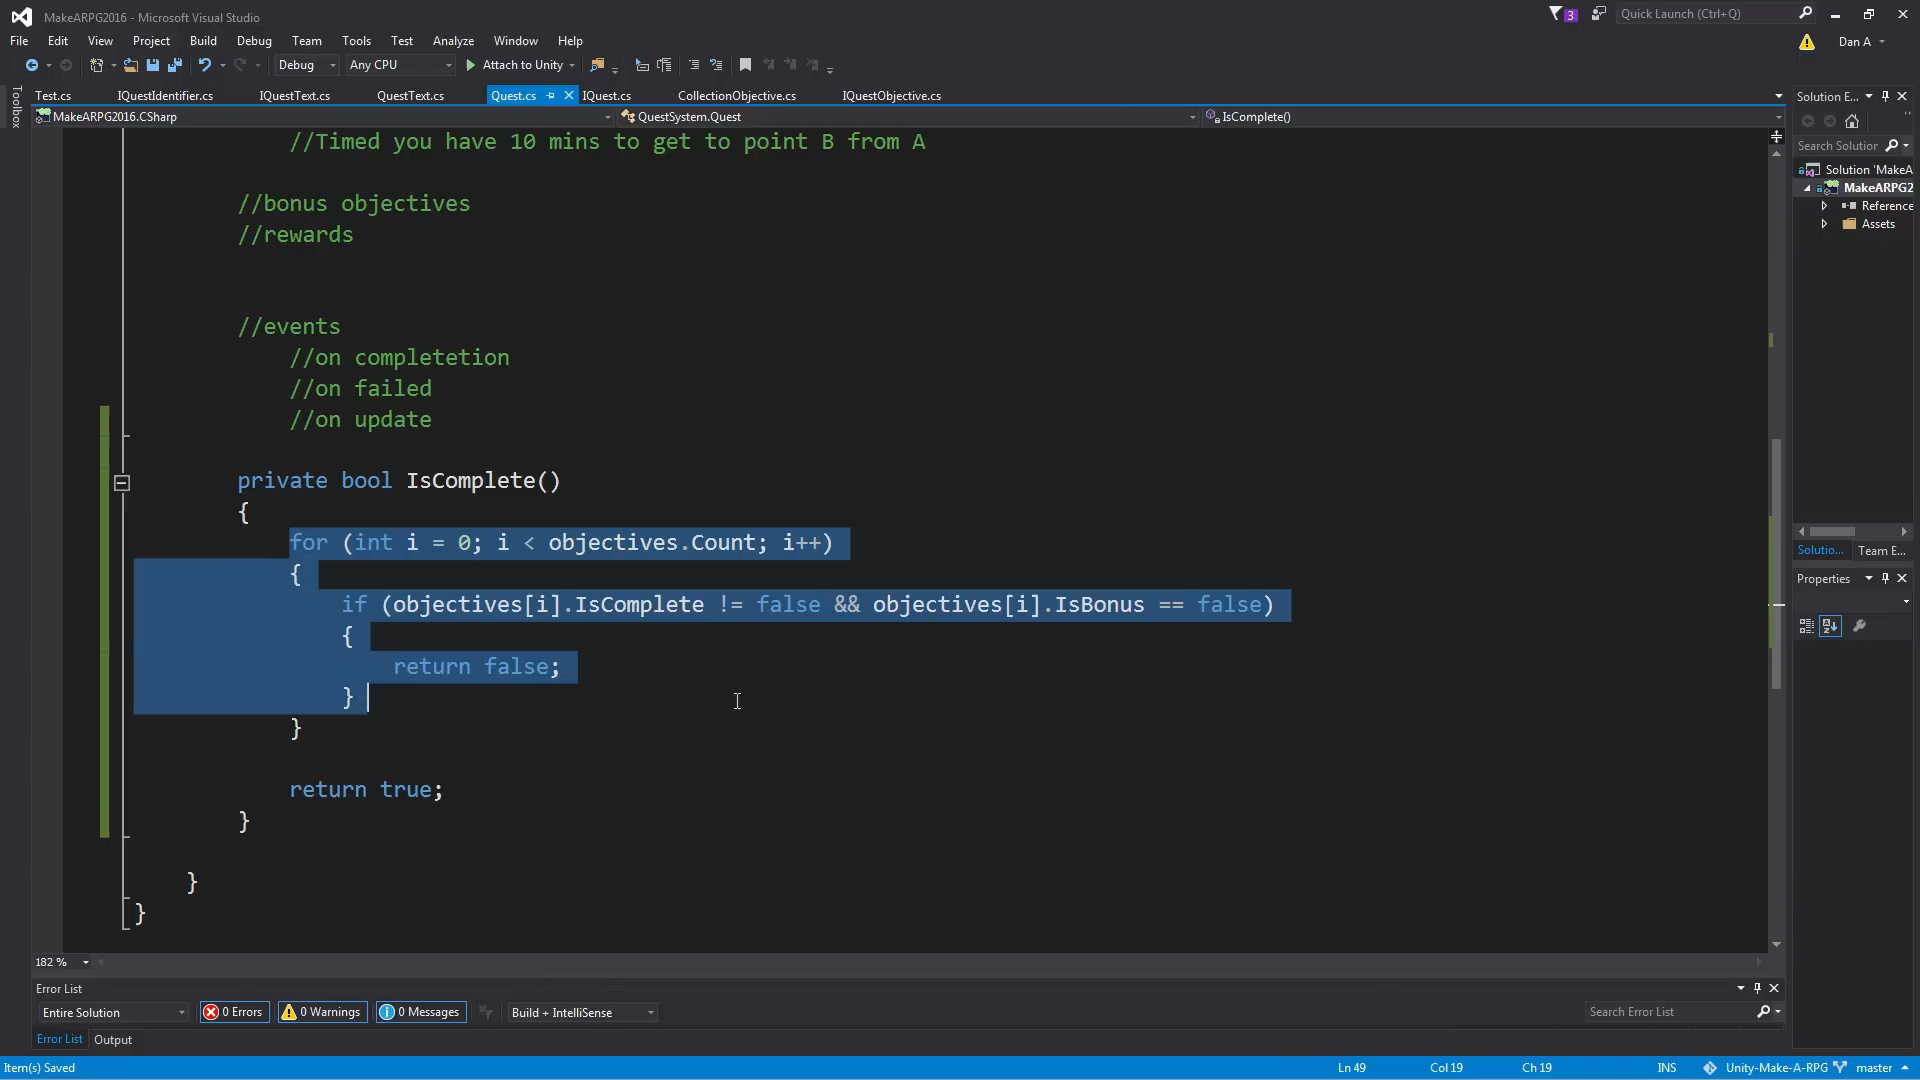 MakeARPG2016 - Microsoft Visual Studio
3
Quick Launch (Ctrl+Q)
File Edit View Project Build Debug Team Tools Test Analyze Window Help
Dan A
Debug
Any CPU
Attach to Unity
Toolbox
Test.cs IQuestIdentifier.cs IQuestText.cs QuestText.cs Quest.cs IQuest.cs CollectionObjective.cs IQuestObjective.cs
Solution E...
MakeARPG2016.CSharp
QuestSystem.Quest
IsComplete()
Search Solution
Solution 'MakeA
MakeARPG2
Reference
Assets
//Timed you have 10 mins to get to point B from A
//bonus objectives
//rewards
//events
//on completetion
//on failed
//on update
private bool IsComplete()
{
for (int i = 0; i < objectives.Count; i++)
{
if (objectives[i].IsComplete != false && objectives[i].IsBonus == false)
{
return false;
}
}
return true;
}
}
}
Solutio... Team E...
Properties
182 %
Error List
Entire Solution
0 Errors
0 Warnings
0 Messages
Build + IntelliSense
Search Error List
Error List Output
Item(s) Saved
Ln 49
Col 19
Ch 19
INS
Unity-Make-A-RPG
master